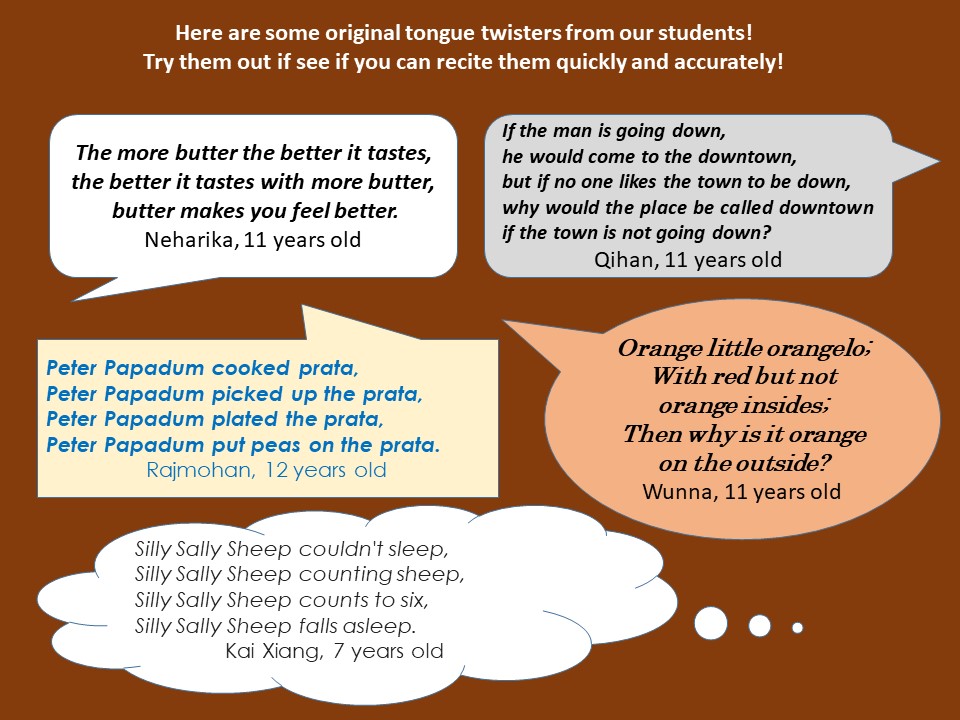 Here are some original tongue twisters from our students!
Try them out if see if you can recite them quickly and accurately!
The more butter the better it tastes,
the better it tastes with more butter,
butter makes you feel better.
Neharika, 11 years old
If the man is going down,
he would come to the downtown,
but if no one likes the town to be down,
why would the place be called downtown
if the town is not going down?
Qihan, 11 years old
Peter Papadum cooked prata,
Peter Papadum picked up the prata,
Peter Papadum plated the prata,
Peter Papadum put peas on the prata.
Rajmohan, 12 years old
Orange little orangelo;
With red but not
orange insides;
Then why is it orange
on the outside?
Wunna, 11 years old
Silly Sally Sheep couldn't sleep,
Silly Sally Sheep counting sheep,
Silly Sally Sheep counts to six,
Silly Sally Sheep falls asleep.
Kai Xiang, 7 years old